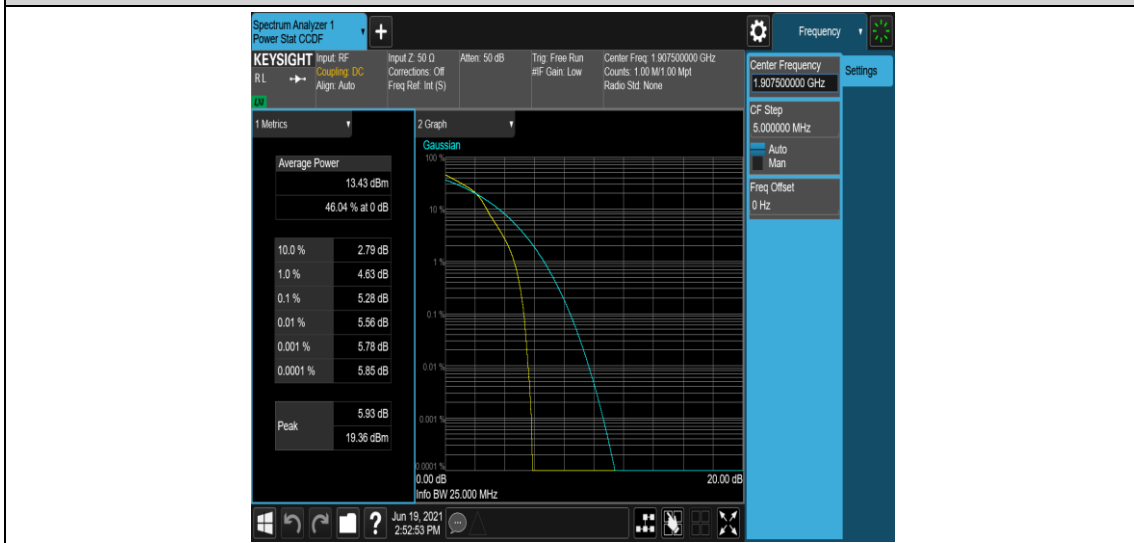 Spectrum Analyzer 1
Power Stat CCDF
+
Frequency
KEYSIGHT
RL
LXI
Input: RF
Coupling: DC
Align: Auto
Input Z: 50 Ω
Corrections: Off
Freq Ref: Int (S)
Atten: 50 dB
Trig: Free Run
#IF Gain: Low
Center Freq: 1.907500000 GHz
Counts: 1.00 M/1.00 Mpt
Radio Std: None
Center Frequency
1.907500000 GHz
Settings
CF Step
5.000000 MHz
Auto
Man
Freq Offset
0 Hz
1 Metrics
Average Power
13.43 dBm
46.04 % at 0 dB
10.0 % 2.79 dB
1.0 % 4.63 dB
0.1 % 5.28 dB
0.01 % 5.56 dB
0.001 % 5.78 dB
0.0001 % 5.85 dB
Peak 5.93 dB
19.36 dBm
2 Graph
Gaussian
100 %
10 %
1 %
0.1 %
0.01 %
0.001 %
0.0001 %
0.00 dB 20.00 dB
Info BW 25.000 MHz
?
Jun 19, 2021
2:52:53 PM